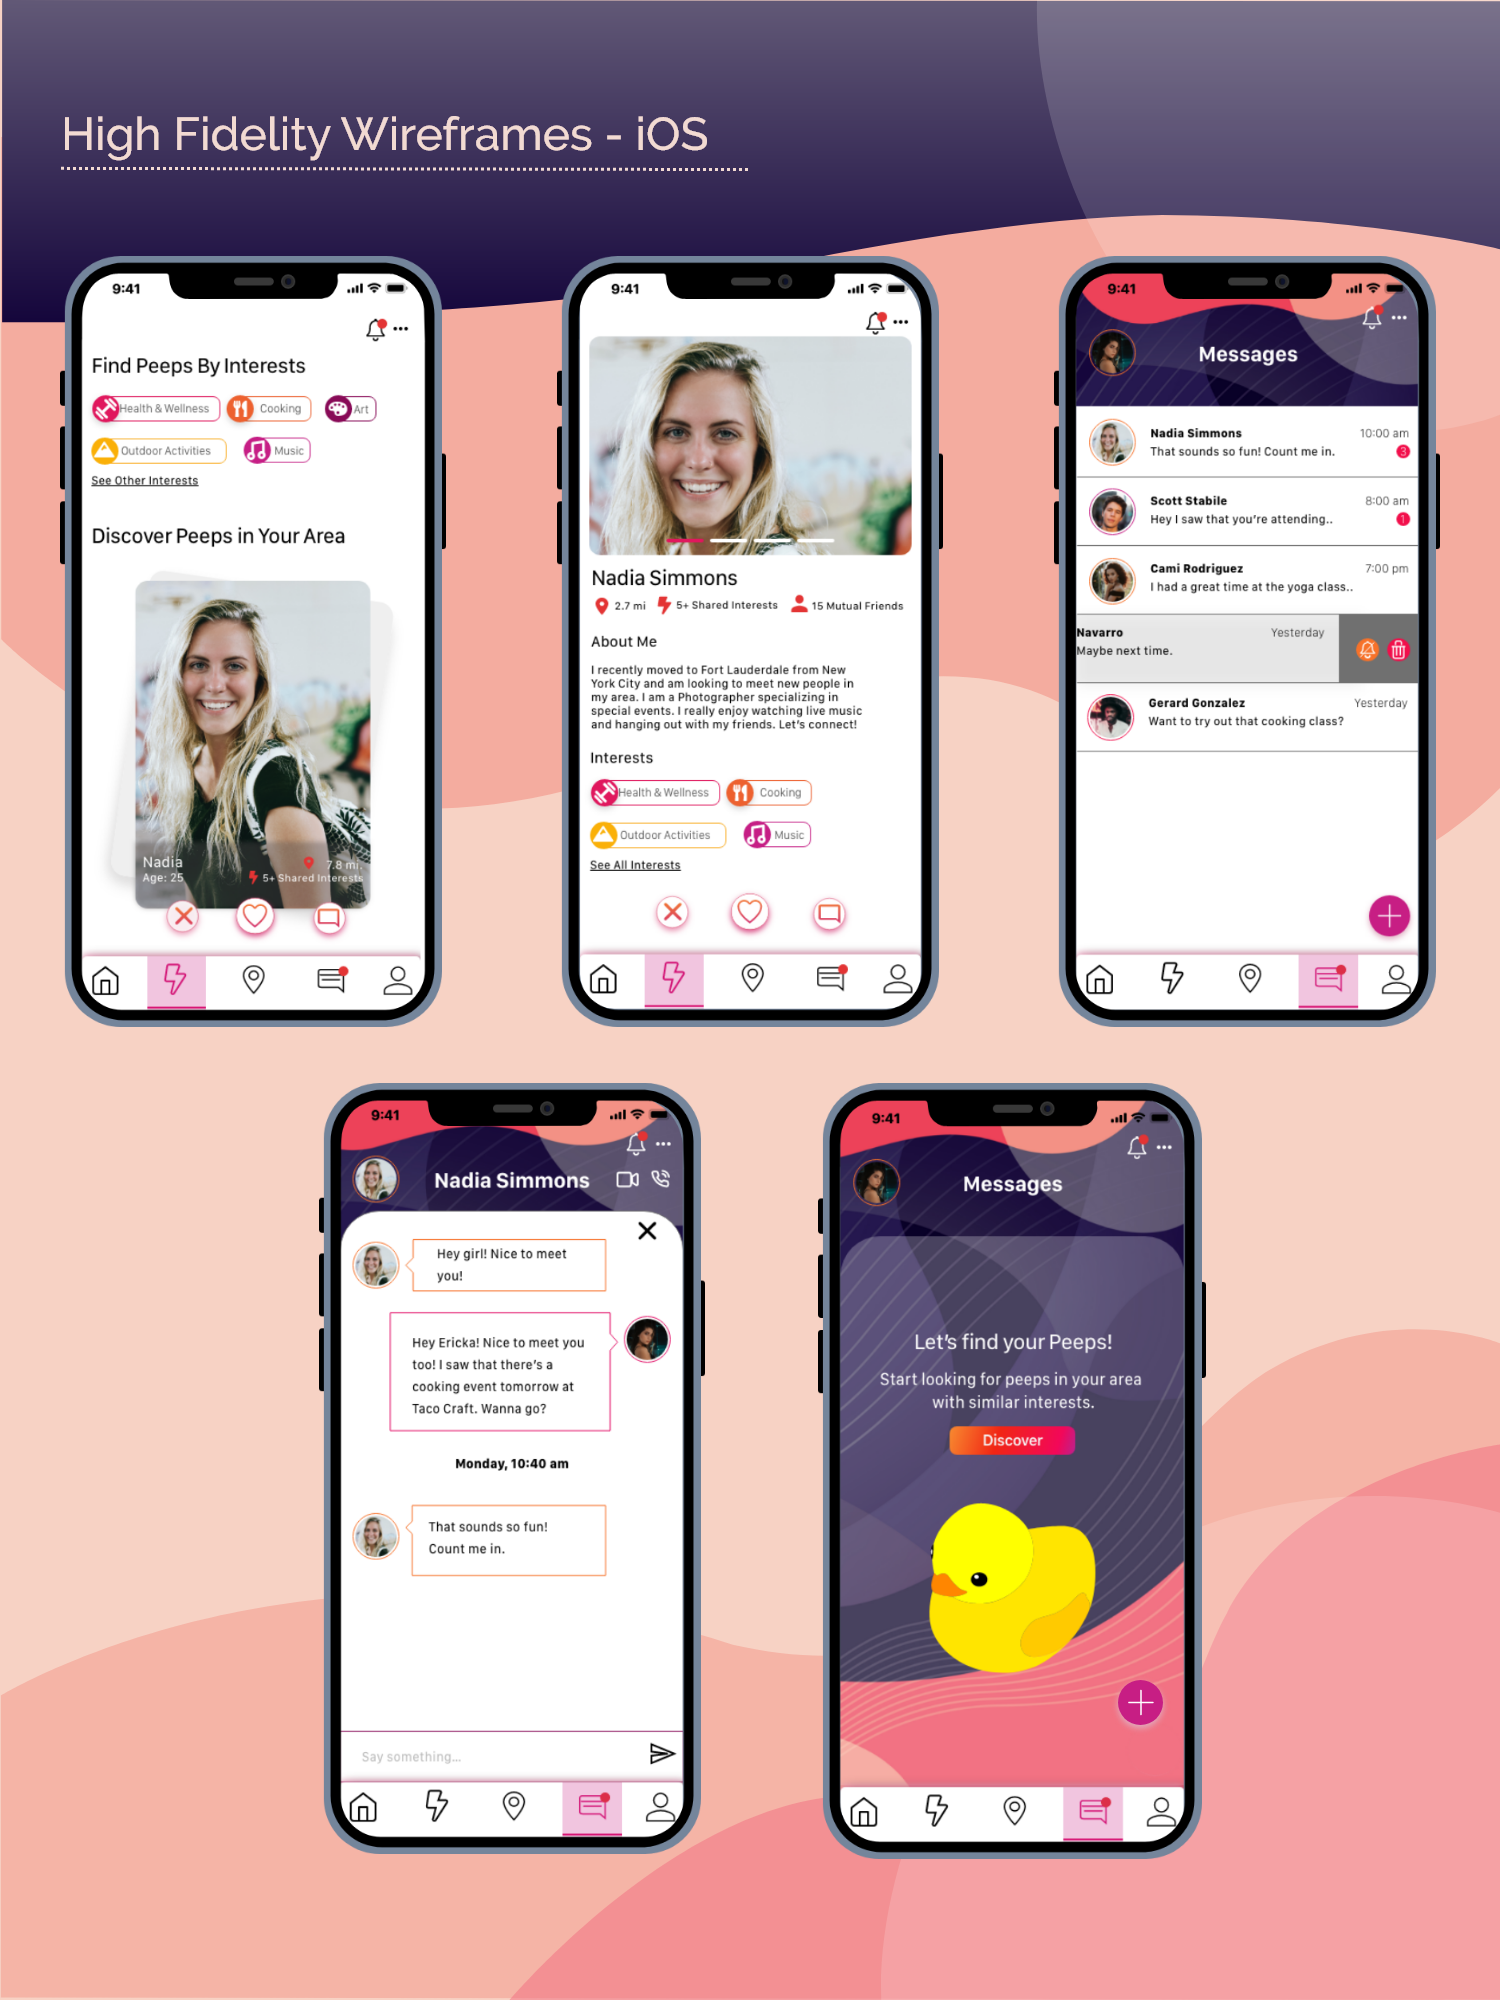 High Fidelity Wireframes - iOS
9:41
Find Peeps By Interests
Health & Wellness
Cooking
Art
Outdoor Activities
Music
See Other Interests
Discover Peeps in Your Area
Nadia
7.8 mi.
Age: 25
5+ Shared Interests
9:41
Nadia Simmons
2.7 mi
5+ Shared Interests
15 Mutual Friends
About Me
I recently moved to Fort Lauderdale from New
York City and am looking to meet new people in
my area. I am a Photographer specializing in
special events. I really enjoy watching live music
and hanging out with my friends. Let's connect!
Interests
Health & Wellness
Cooking
Outdoor Activities
Music
See All Interests
9:41
Messages
Nadia Simmons
10:00 am
That sounds so fun! Count me in.
3
Scott Stabile
8:00 am
Hey I saw that you're attending..
1
Cami Rodriguez
7:00 pm
I had a great time at the yoga class..
Navarro
Yesterday
Maybe next time.
Gerard Gonzalez
Yesterday
Want to try out that cooking class?
9:41
Nadia Simmons
Hey girl! Nice to meet
you!
Hey Ericka! Nice to meet you
too! I saw that there's a
cooking event tomorrow at
Taco Craft. Wanna go?
Monday, 10:40 am
That sounds so fun!
Count me in.
Say something...
9:41
Messages
Let's find your Peeps!
Start looking for peeps in your area
with similar interests.
Discover